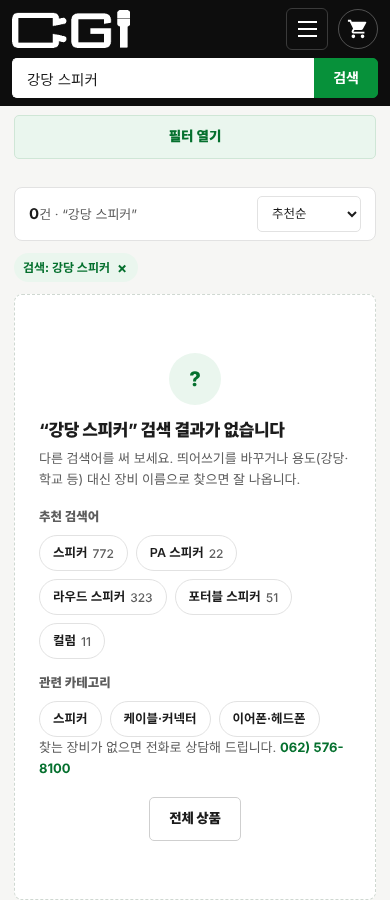 CGI
강당 스피커
검색
필터 열기
0건 · “강당 스피커”
추천순
검색: 강당 스피커 ×
?
“강당 스피커” 검색 결과가 없습니다
다른 검색어를 써 보세요. 띄어쓰기를 바꾸거나 용도(강당·
학교 등) 대신 장비 이름으로 찾으면 잘 나옵니다.
추천 검색어
스피커 772
PA 스피커 22
라우드 스피커 323
포터블 스피커 51
컬럼 11
관련 카테고리
스피커
케이블·커넥터
이어폰·헤드폰
찾는 장비가 없으면 전화로 상담해 드립니다. 062) 576-
8100
전체 상품